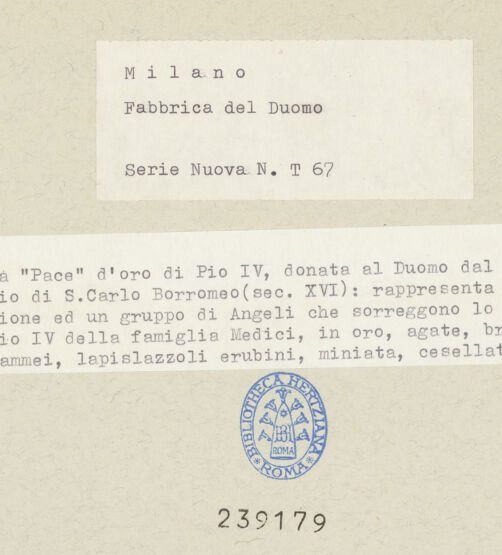 Milano
Fabbrica del Duomo
Serie Nuova N. T 67
a "Pace" d'oro di Pio IV, donata al Duomo dal
io di S.Carlo Borromeo(sec. XVI): rappresenta
ione ed un gruppo di Angeli che sorreggono lo
io IV della famiglia Medici, in oro, agate, br
ammei, lapislazzoli erubini, miniata, cesellat
BIBLIOTHECA HERTZIANA
ROMA
ROMA
239179